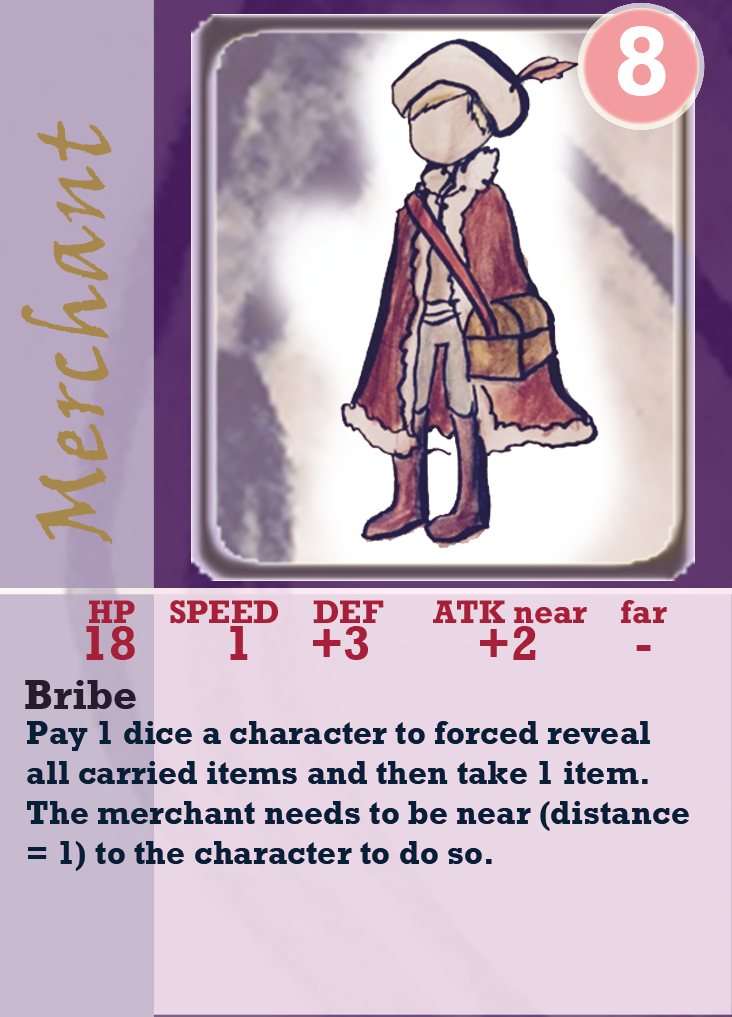 8
Merchant
HP SPEED DEF ATK near far
18 1 +3 +2 -
Bribe
Pay 1 dice a character to forced reveal
all carried items and then take 1 item.
The merchant needs to be near (distance
= 1) to the character to do so.